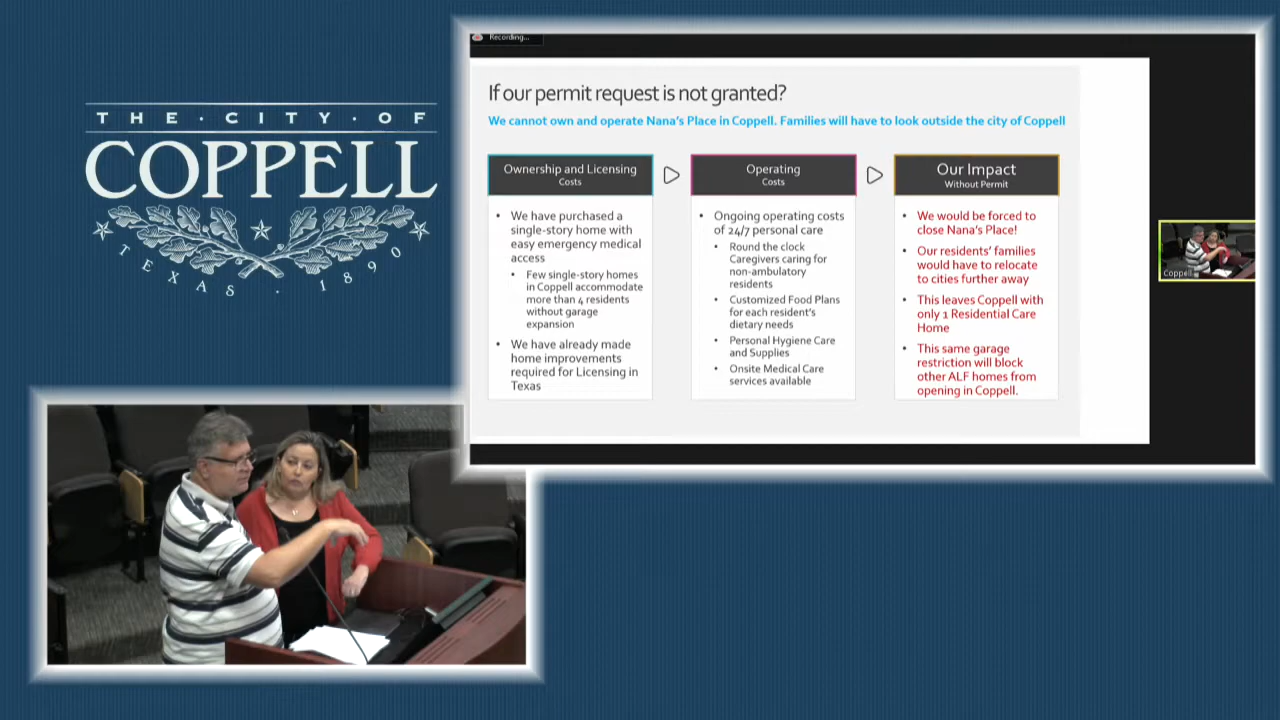 THE · CITY · OF
COPPELL
TEXAS · 1890
Recording...
If our permit request is not granted?
We cannot own and operate Nana's Place in Coppell. Families will have to look outside the city of Coppell
Ownership and Licensing
Costs
• We have purchased a
single-story home with
easy emergency medical
access
• Few single-story homes
in Coppell accommodate
more than 4 residents
without garage
expansion
• We have already made
home improvements
required for Licensing in
Texas
Operating
Costs
• Ongoing operating costs
of 24/7 personal care
• Round the clock
Caregivers caring for
non-ambulatory
residents
• Customized Food Plans
for each resident's
dietary needs
• Personal Hygiene Care
and Supplies
• Onsite Medical Care
services available
Our Impact
Without Permit
• We would be forced to
close Nana's Place!
• Our residents' families
would have to relocate
to cities further away
• This leaves Coppell with
only 1 Residential Care
Home
• This same garage
restriction will block
other ALF homes from
opening in Coppell.
Coppell